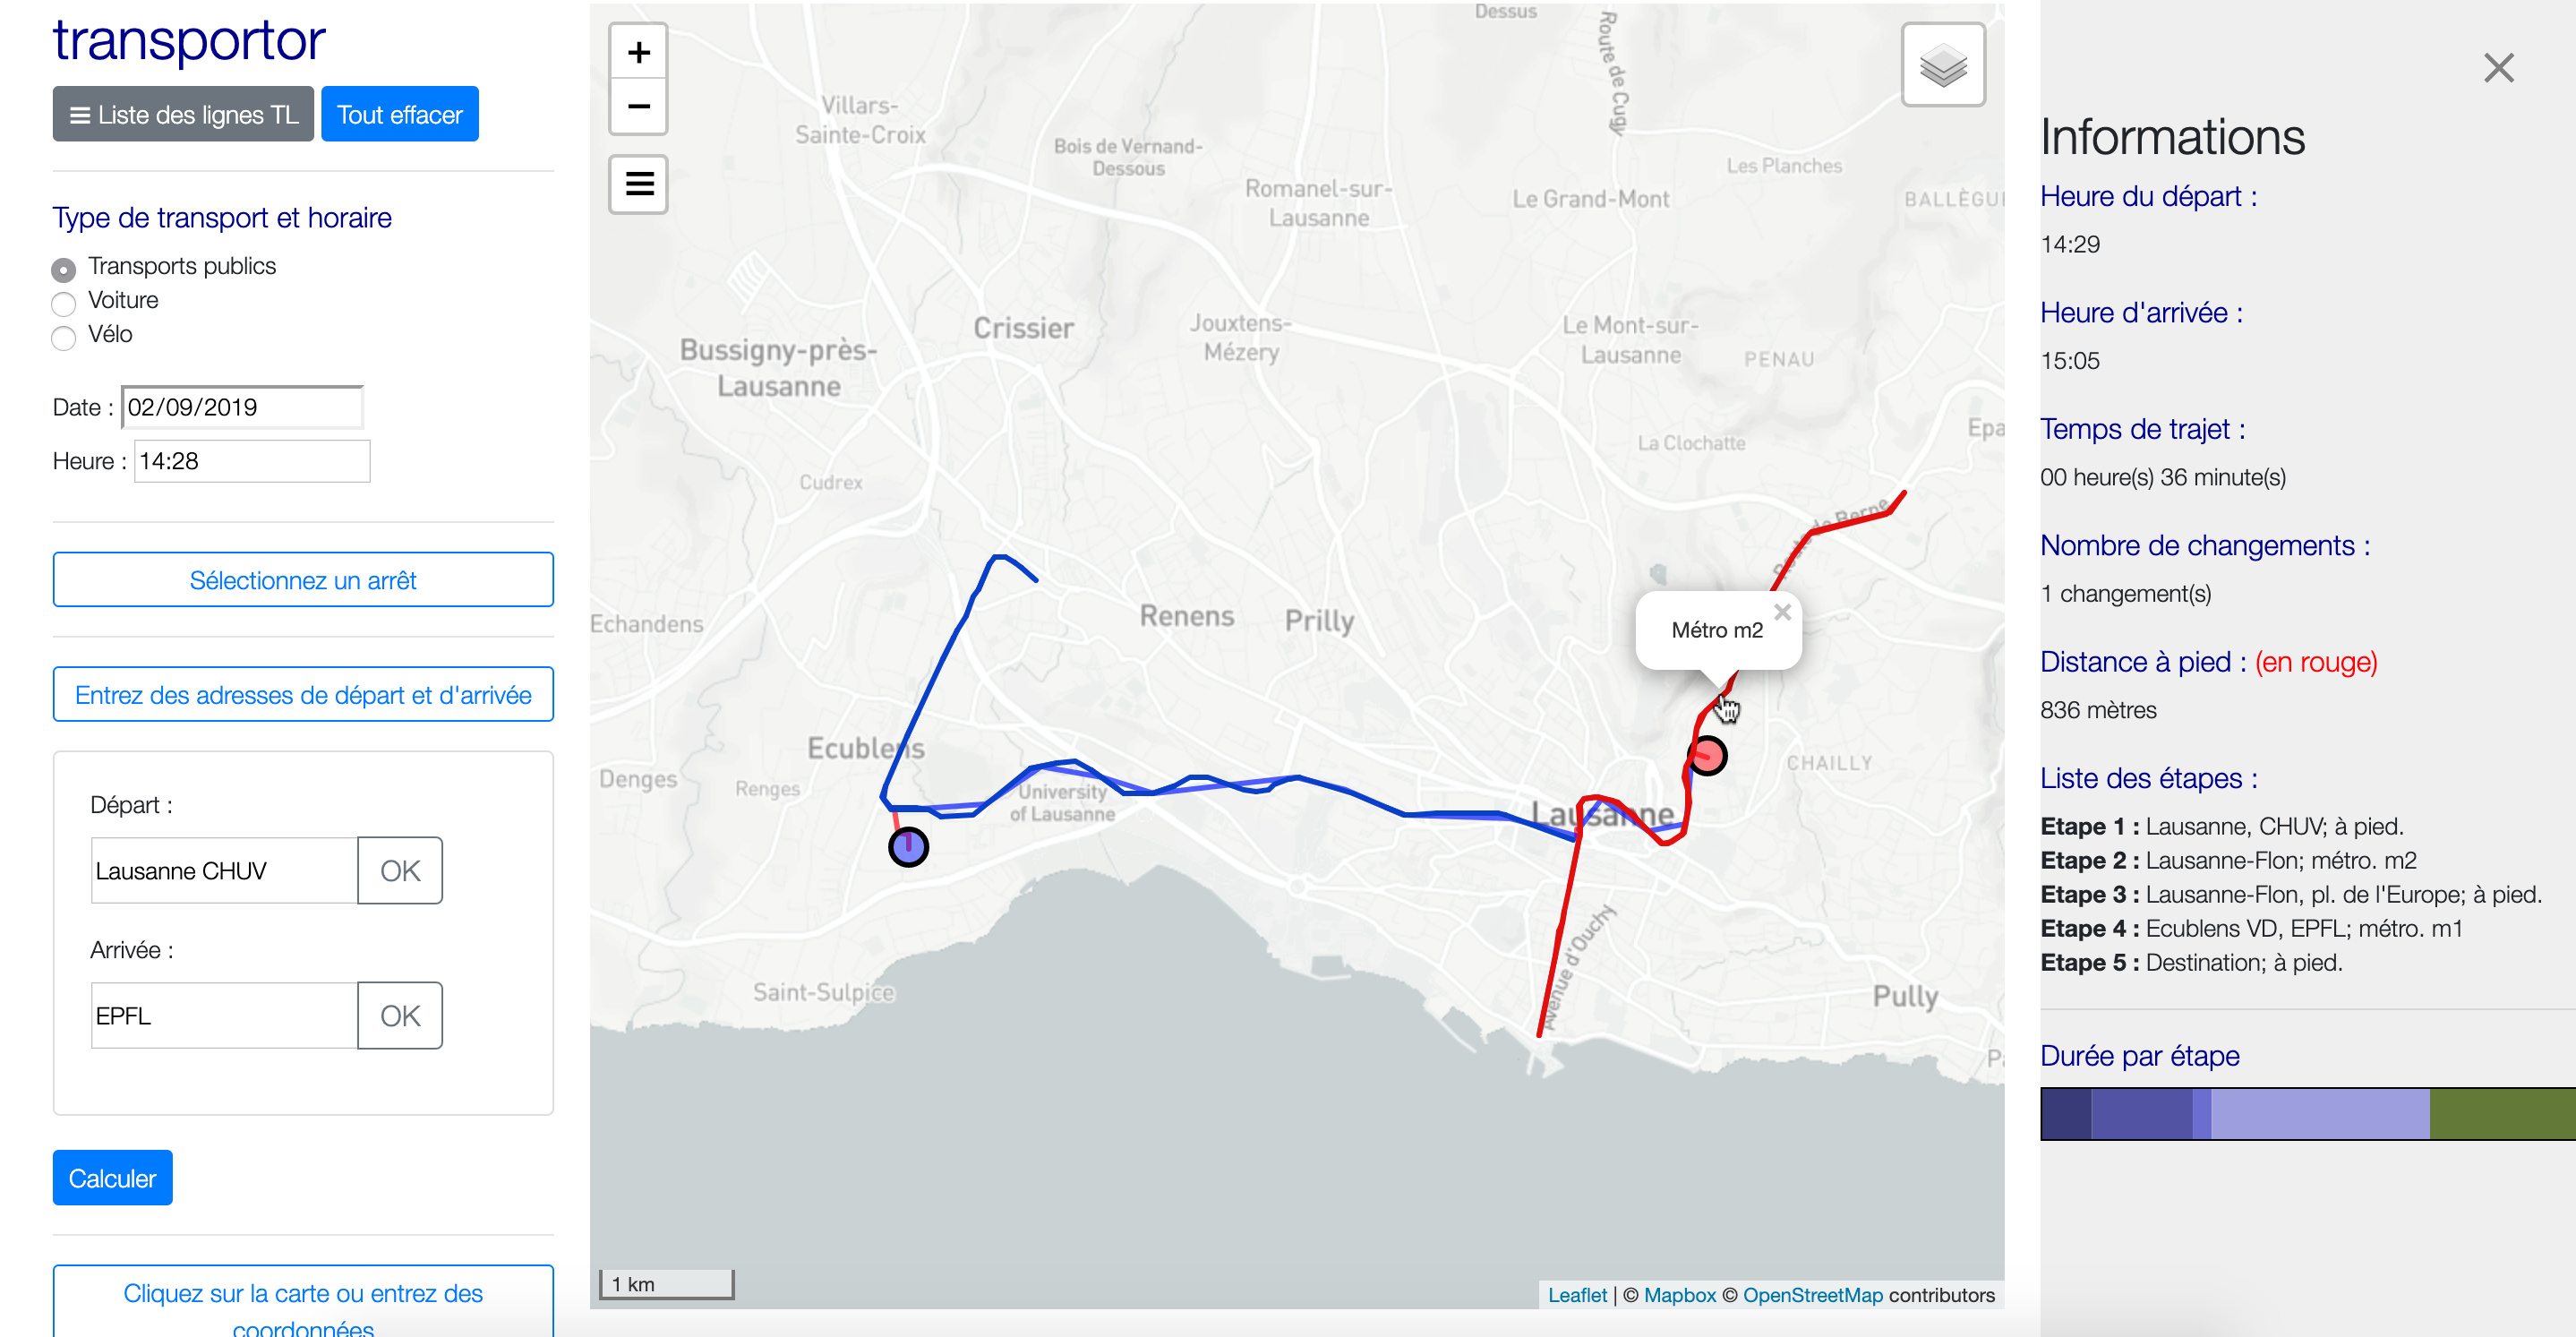 transportor
Liste des lignes TL
Tout effacer
Type de transport et horaire
Transports publics
Voiture
Vélo
Date : 02/09/2019
Heure : 14:28
Sélectionnez un arrêt
Entrez des adresses de départ et d'arrivée
Départ :
Lausanne CHUV
OK
Arrivée :
EPFL
OK
Calculer
Cliquez sur la carte ou entrez des
coordonnées
+
−
Dessus
Route de Cugy
Villars-
Sainte-Croix
Bois de Vernand-
Dessous
Les Planches
Romanel-sur-
Lausanne
Le Grand-Mont
BALLÈGU
Crissier
Jouxtens-
Mézery
Le Mont-sur-
Lausanne
PENAU
Bussigny-près-
Lausanne
La Clochatte
Epa
Cudrex
Route de Berne
Echandens
Renens
Prilly
Métro m2
×
Ecublens
CHAILLY
Denges
Renges
University
of Lausanne
Lausanne
Avenue d'Ouchy
Saint-Sulpice
Pully
1 km
Leaflet | © Mapbox © OpenStreetMap contributors
Informations
Heure du départ :
14:29
Heure d'arrivée :
15:05
Temps de trajet :
00 heure(s) 36 minute(s)
Nombre de changements :
1 changement(s)
Distance à pied : (en rouge)
836 mètres
Liste des étapes :
Etape 1 : Lausanne, CHUV; à pied.
Etape 2 : Lausanne-Flon; métro. m2
Etape 3 : Lausanne-Flon, pl. de l'Europe; à pied.
Etape 4 : Ecublens VD, EPFL; métro. m1
Etape 5 : Destination; à pied.
Durée par étape